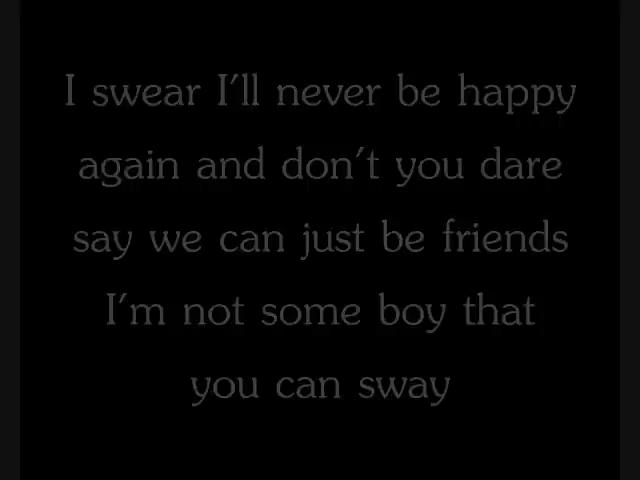 I swear I’ll never be happy
again and don’t you dare
say we can just be friends
I’m not some boy that
you can sway